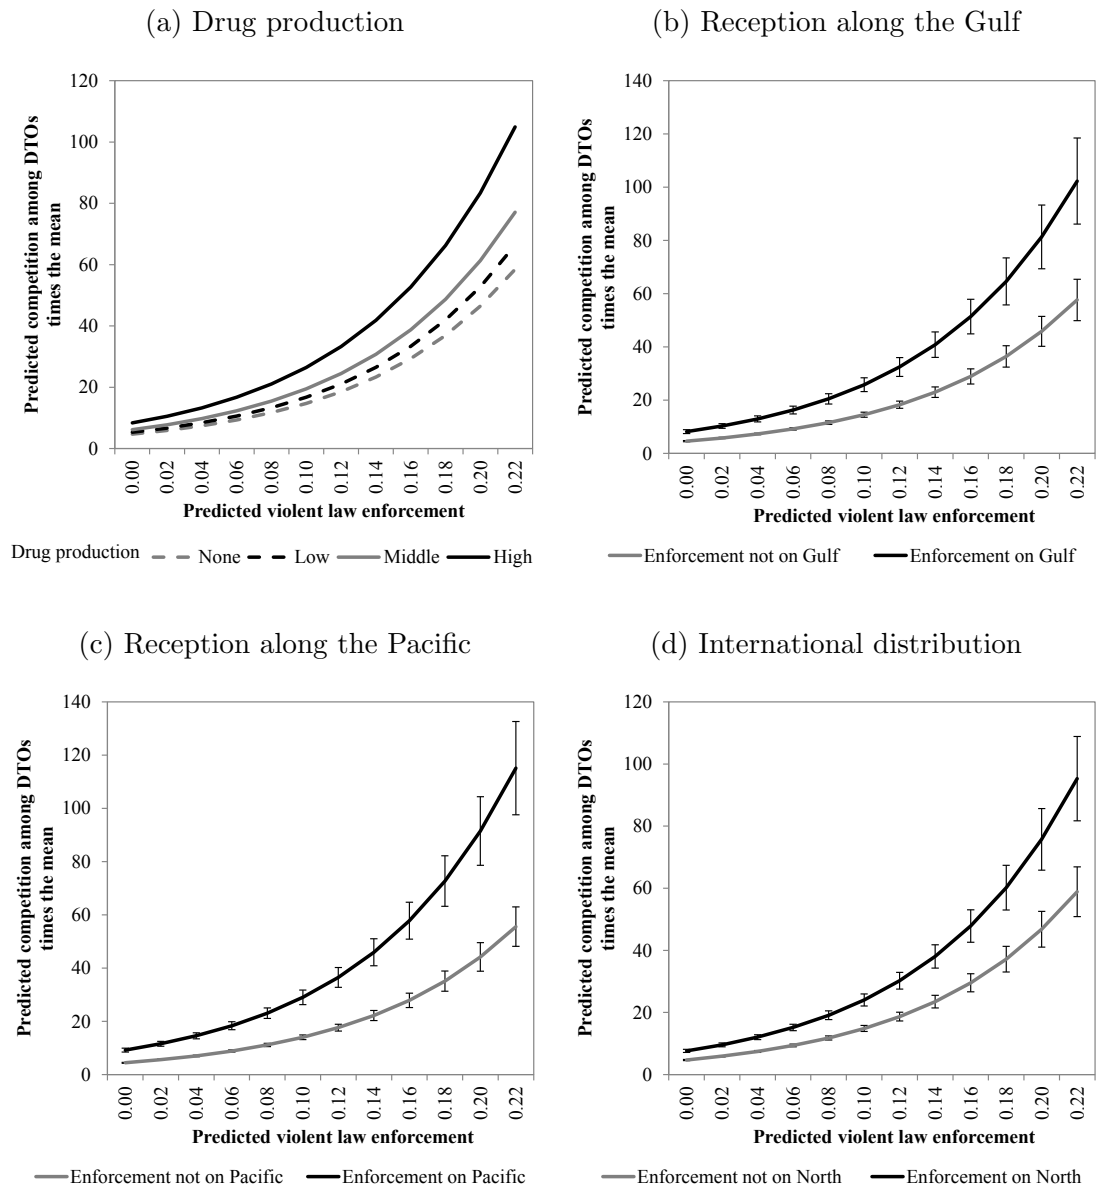 (a) Drug production
Predicted competition among DTOs
times the mean
120
100
80
60
40
20
0
0.00 0.02 0.04 0.06 0.08 0.10 0.12 0.14 0.16 0.18 0.20 0.22
Predicted violent law enforcement
Drug production None Low Middle High
(b) Reception along the Gulf
Predicted competition among DTOs
times the mean
140
120
100
80
60
40
20
0
0.00 0.02 0.04 0.06 0.08 0.10 0.12 0.14 0.16 0.18 0.20 0.22
Predicted violent law enforcement
Enforcement not on Gulf Enforcement on Gulf
(c) Reception along the Pacific
Predicted competition among DTOs
times the mean
140
120
100
80
60
40
20
0
0.00 0.02 0.04 0.06 0.08 0.10 0.12 0.14 0.16 0.18 0.20 0.22
Predicted violent law enforcement
Enforcement not on Pacific Enforcement on Pacific
(d) International distribution
Predicted competition among DTOs
times the mean
120
100
80
60
40
20
0
0.00 0.02 0.04 0.06 0.08 0.10 0.12 0.14 0.16 0.18 0.20 0.22
Predicted violent law enforcement
Enforcement not on North Enforcement on North